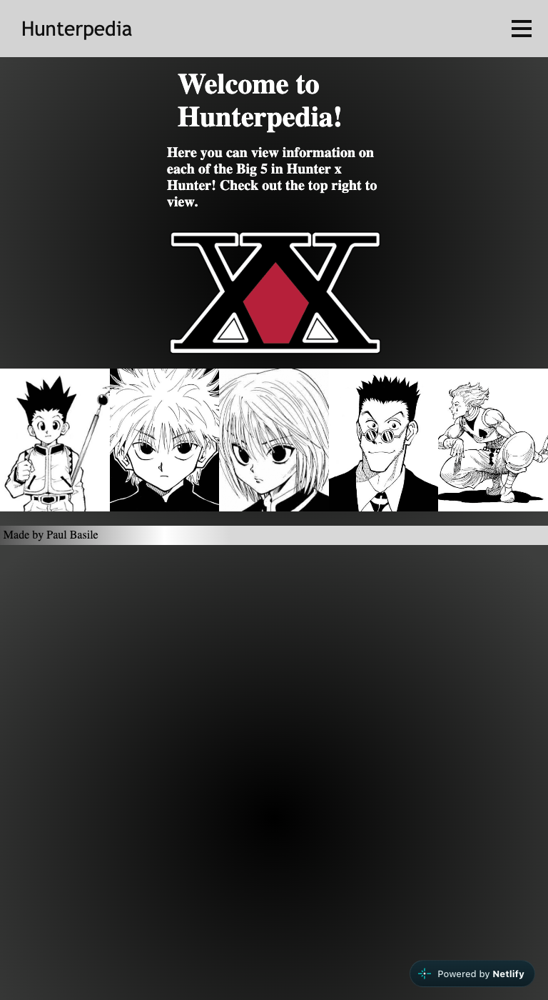 Hunterpedia
Welcome to
Hunterpedia!
Here you can view information on
each of the Big 5 in Hunter x
Hunter! Check out the top right to
view.
Made by Paul Basile
Powered by Netlify